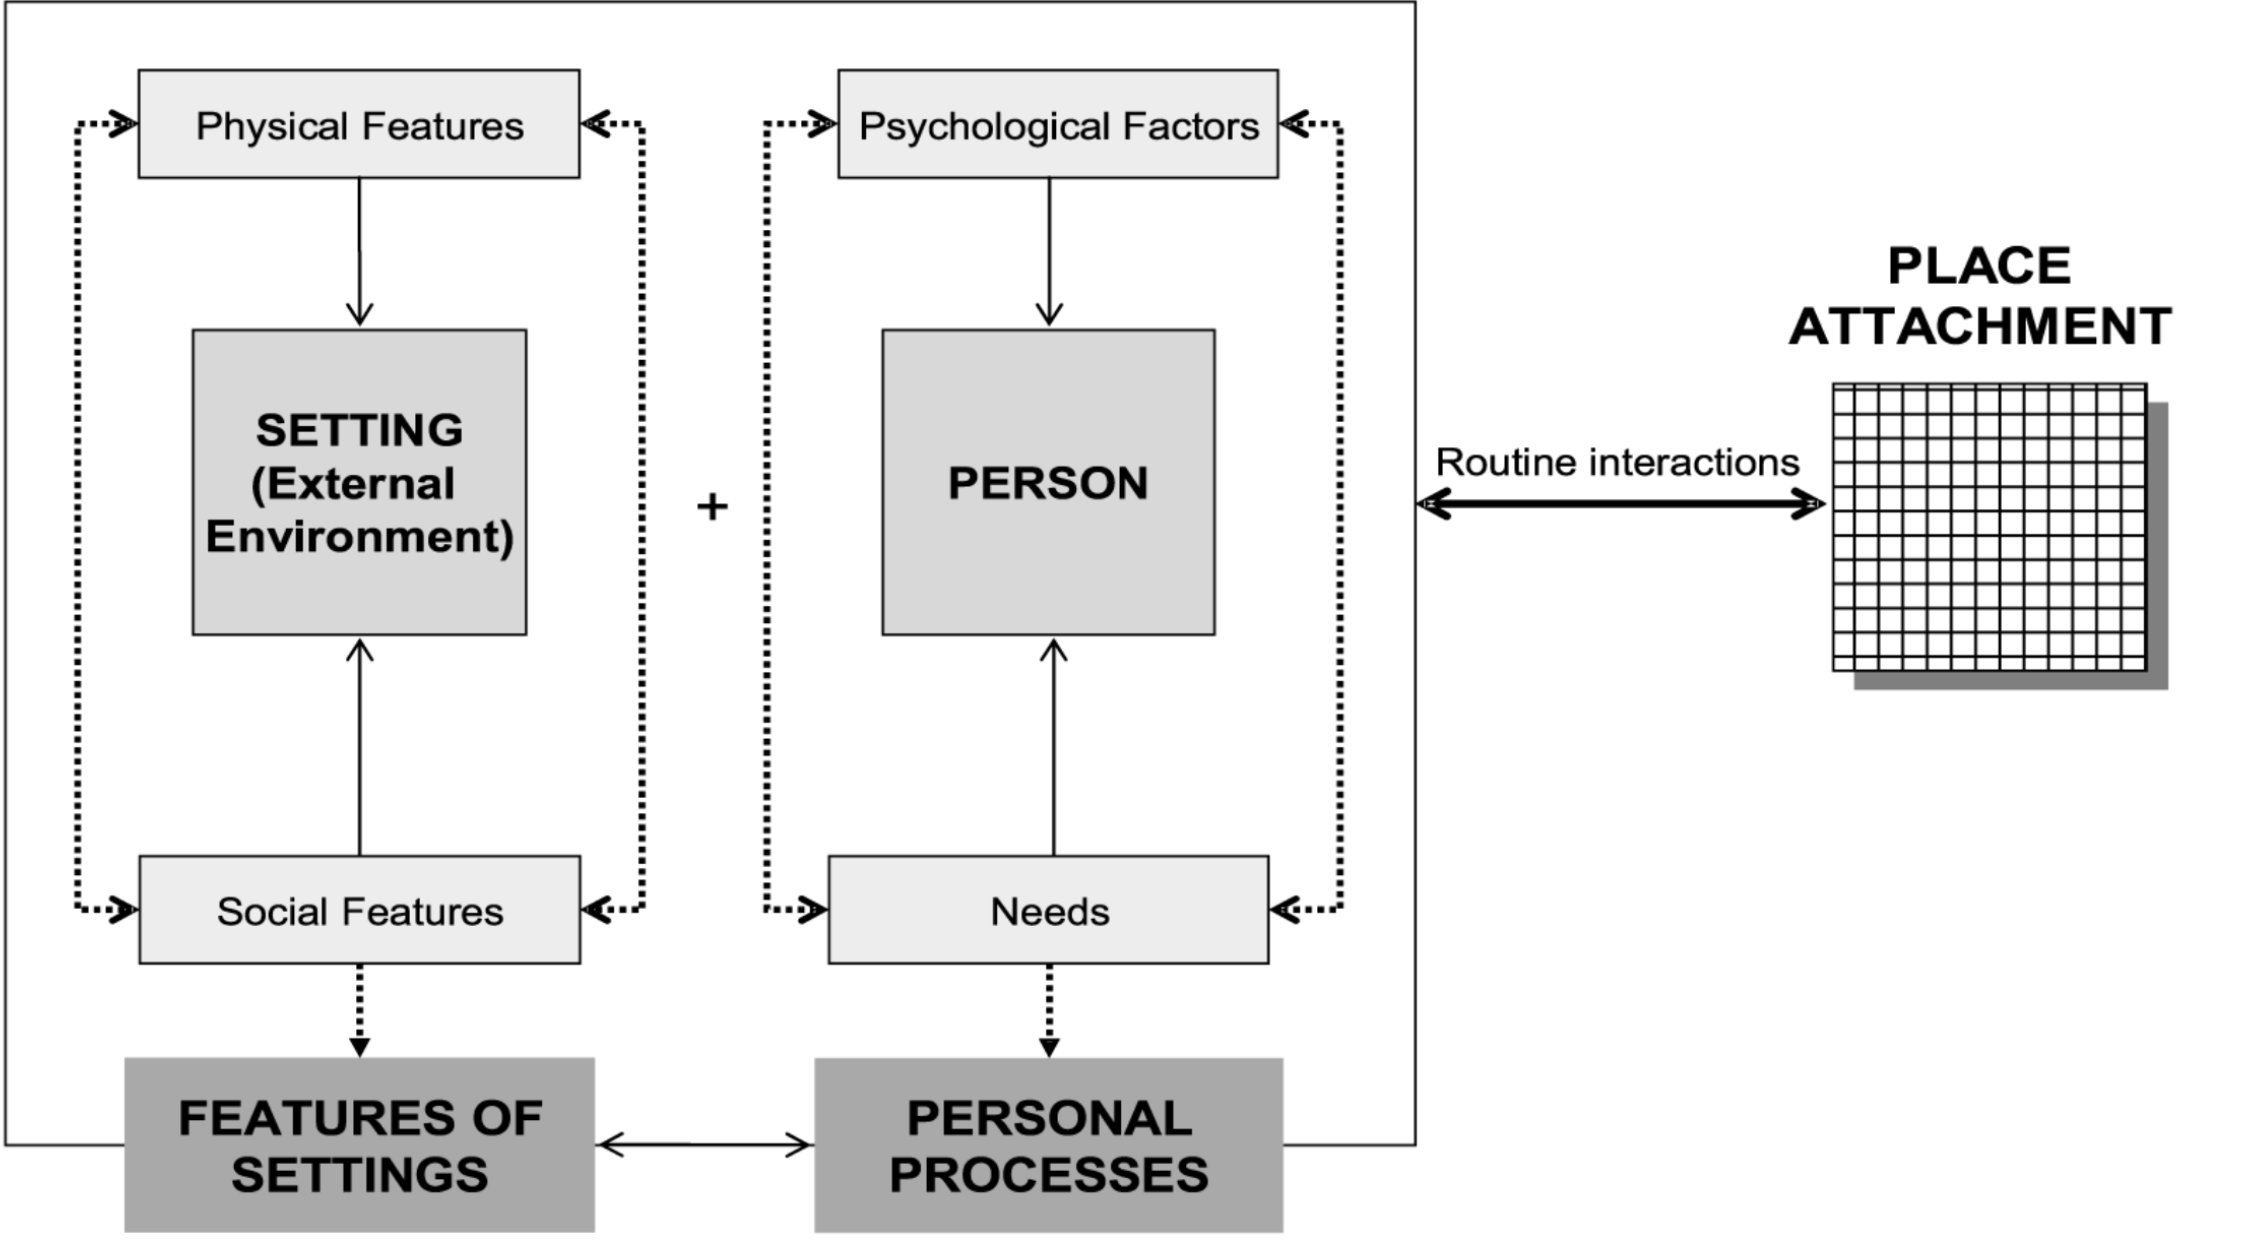 Physical Features
Psychological Factors
SETTING
(External
Environment)
+
PERSON
Routine interactions
PLACE
ATTACHMENT
Social Features
Needs
FEATURES OF
SETTINGS
PERSONAL
PROCESSES